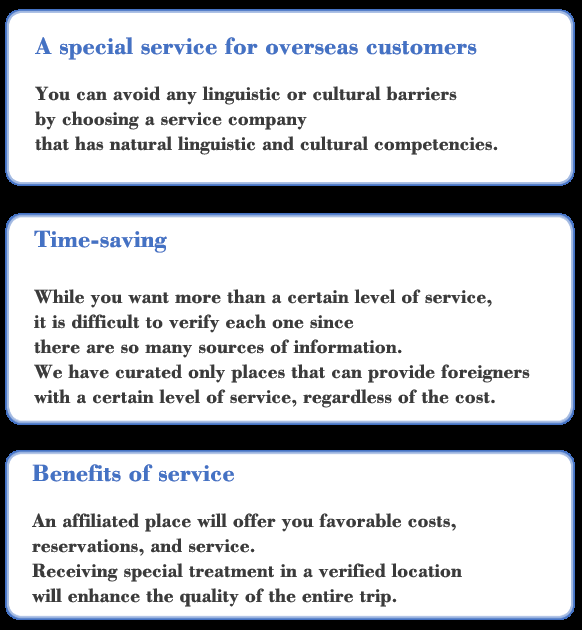 A special service for overseas customers
You can avoid any linguistic or cultural barriers
by choosing a service company
that has natural linguistic and cultural competencies.
Time-saving
While you want more than a certain level of service,
it is difficult to verify each one since
there are so many sources of information.
We have curated only places that can provide foreigners
with a certain level of service, regardless of the cost.
Benefits of service
An affiliated place will offer you favorable costs,
reservations, and service.
Receiving special treatment in a verified location
will enhance the quality of the entire trip.